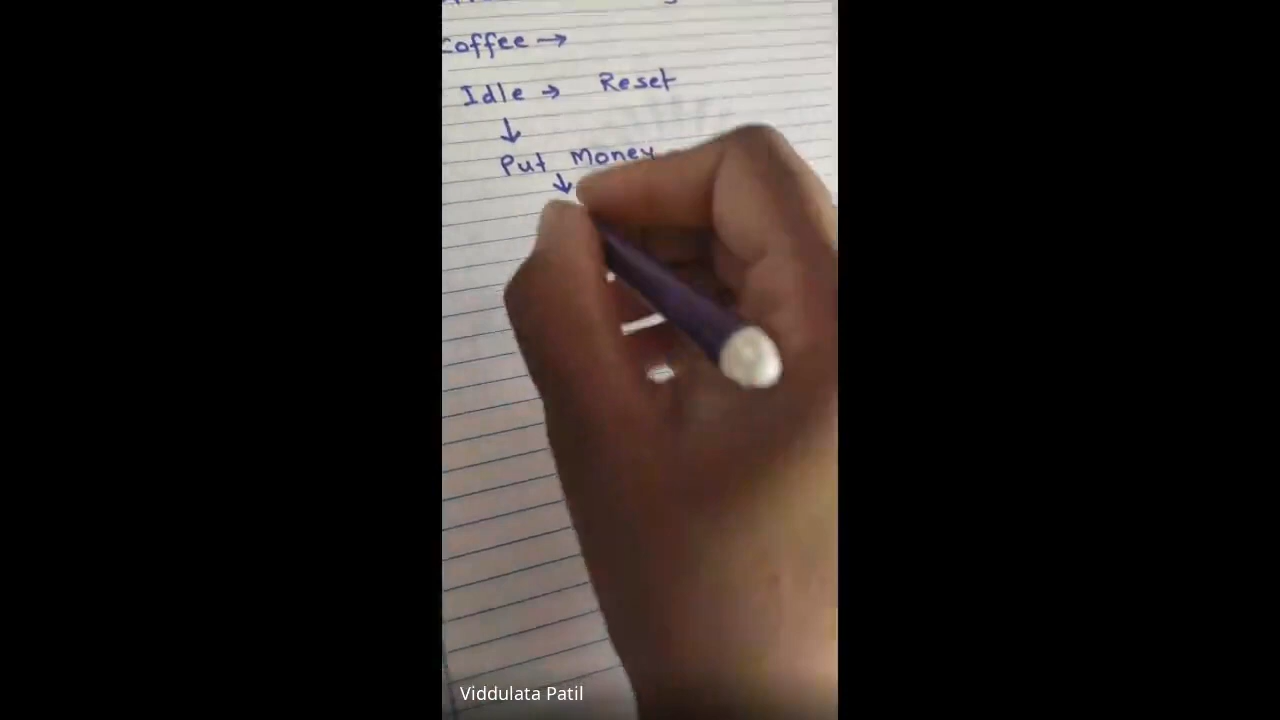 Coffee →
Idle → Reset
↓
Put Money
↓
Viddulata Patil